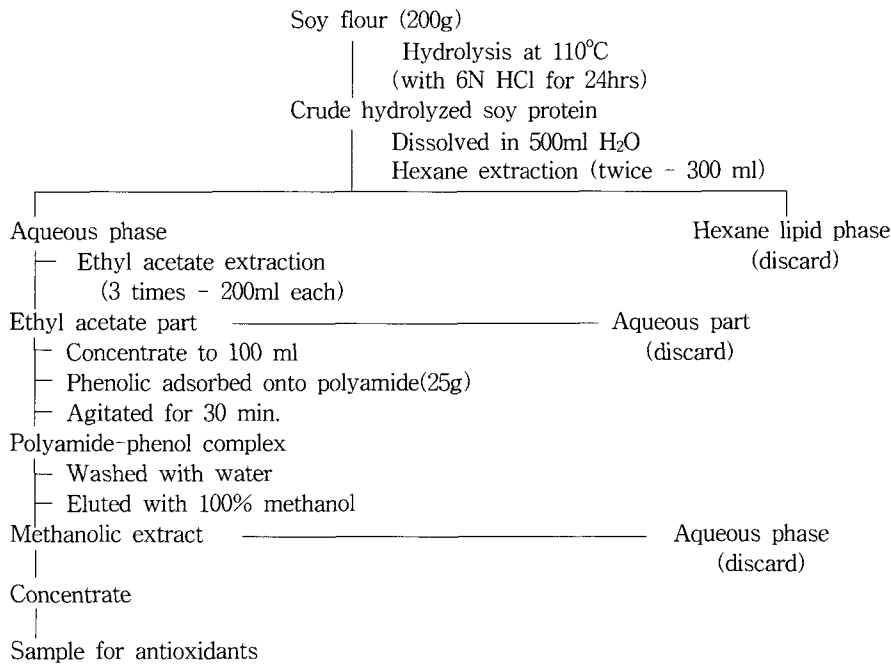 Soy flour (200g)
Hydrolysis at 110°C
(with 6N HCl for 24hrs)
Crude hydrolyzed soy protein
Dissolved in 500ml H₂O
Hexane extraction (twice - 300 ml)
Aqueous phase
Hexane lipid phase
(discard)
Ethyl acetate extraction
(3 times - 200ml each)
Ethyl acetate part
Aqueous part
(discard)
Concentrate to 100 ml
Phenolic adsorbed onto polyamide(25g)
Agitated for 30 min.
Polyamide-phenol complex
Washed with water
Eluted with 100% methanol
Methanolic extract
Aqueous phase
(discard)
Concentrate
Sample for antioxidants